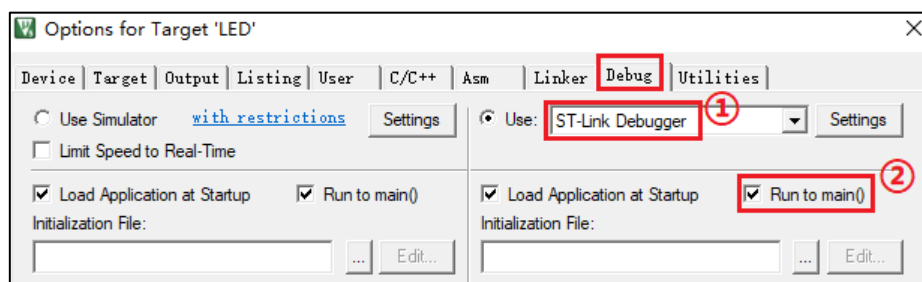 Options for Target 'LED'
Device Target Output Listing User C/C++ Asm Linker Debug Utilities
Use Simulator with restrictions Settings
Use: ST-Link Debugger Settings
①
Limit Speed to Real-Time
Load Application at Startup Run to main()
Load Application at Startup Run to main()
②
Initialization File:
Initialization File:
... Edit...
... Edit...